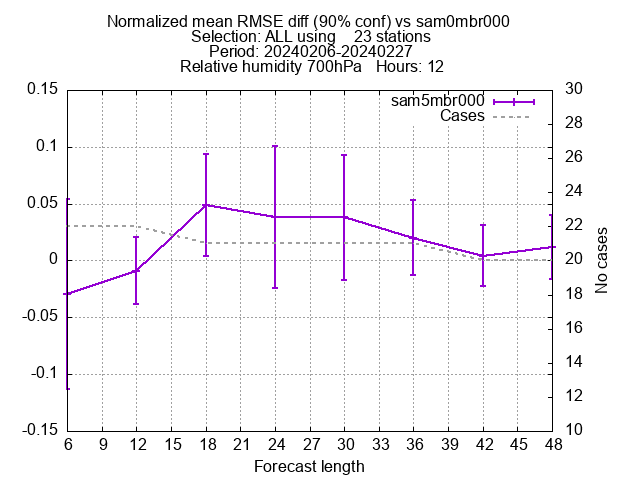 Normalized mean RMSE diff (90% conf) vs sam0mbr000
Selection: ALL using    23 stations
Period: 20240206-20240227
Relative humidity 700hPa   Hours: 12
sam5mbr000
Cases
0.15
0.1
0.05
0
-0.05
-0.1
-0.15
30
28
26
24
22
20
18
16
14
12
10
No cases
6 9 12 15 18 21 24 27 30 33 36 39 42 45 48
Forecast length